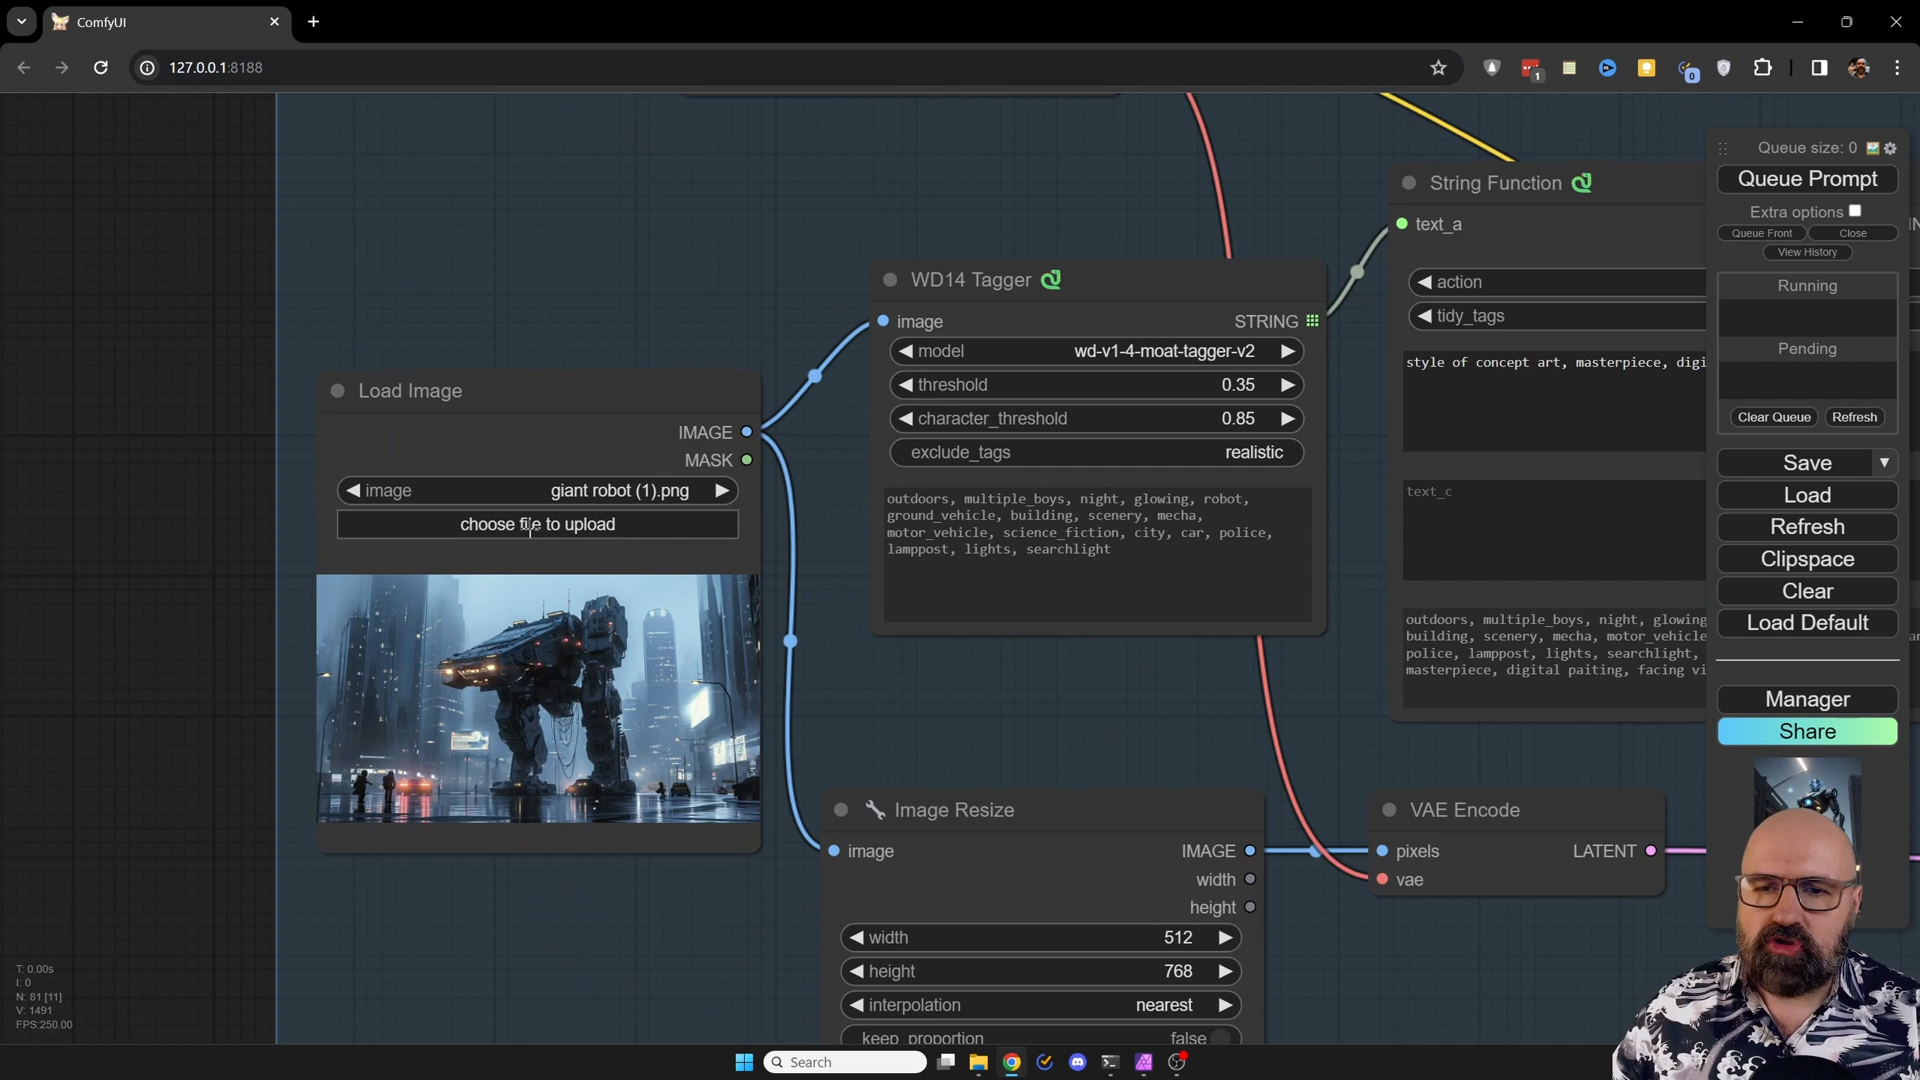 ComfyUI
127.0.0.1:8188
1
0
Queue size: 0
Queue Prompt
Extra options
Queue Front
Close
View History
Running
Pending
Clear Queue
Refresh
Save
Load
Refresh
Clipspace
Clear
Load Default
Manager
Share
String Function
text_a
action
tidy_tags
style of concept art, masterpiece, digi
text_c
outdoors, multiple_boys, night, glowing
building, scenery, mecha, motor_vehicle
police, lamppost, lights, searchlight,
masterpiece, digital paiting, facing vi
WD14 Tagger
image
STRING
model
wd-v1-4-moat-tagger-v2
threshold
0.35
character_threshold
0.85
exclude_tags
realistic
outdoors, multiple_boys, night, glowing, robot,
ground_vehicle, building, scenery, mecha,
motor_vehicle, science_fiction, city, car, police,
lamppost, lights, searchlight
Load Image
IMAGE
MASK
image
giant robot (1).png
choose file to upload
Image Resize
image
IMAGE
width
height
width
512
height
768
interpolation
nearest
keep_proportion
false
VAE Encode
pixels
LATENT
vae
T: 0.00s
I: 0
N: 81 [11]
V: 1491
FPS:250.00
Search